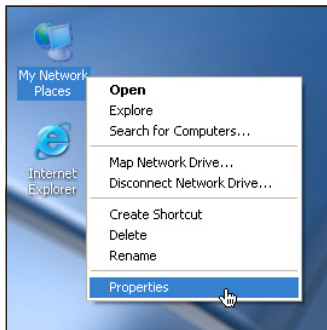 My Network
Places
Open
Explore
Search for Computers...
Internet
Explorer
Map Network Drive...
Disconnect Network Drive...
Create Shortcut
Delete
Rename
Properties